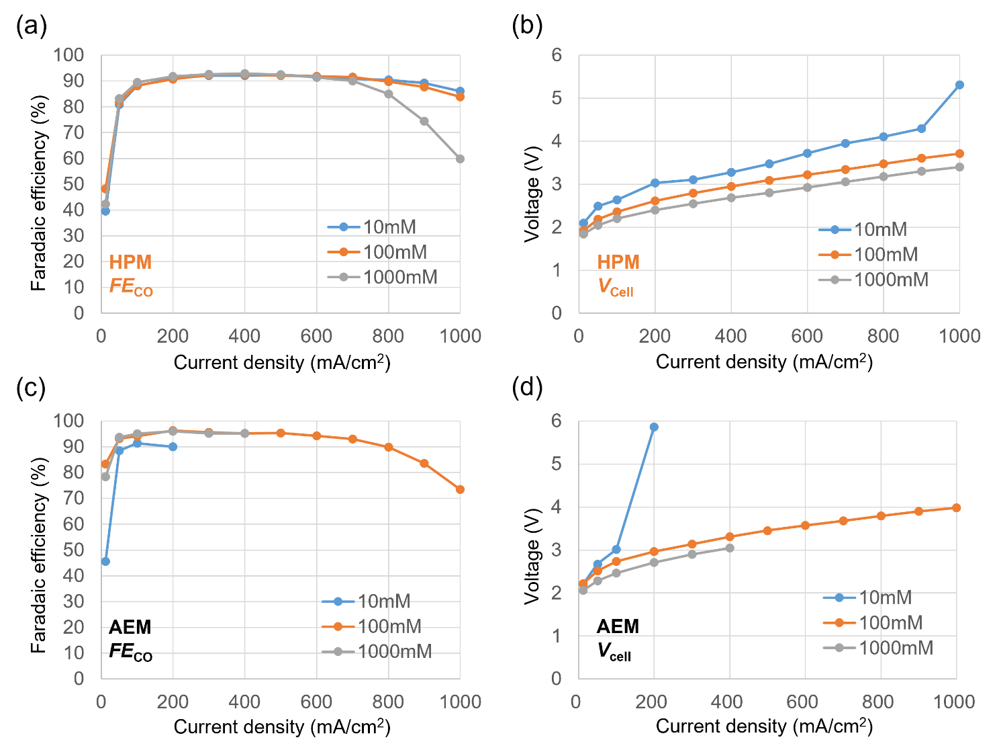 (a)
100
90
80
70
60
50
40
30
20
10
0
Faradaic efficiency (%)
10mM
100mM
1000mM
HPM
FE_CO
0 200 400 600 800 1000
Current density (mA/cm²)
(b)
6
5
4
3
2
1
0
Voltage (V)
10mM
100mM
1000mM
HPM
V_Cell
0 200 400 600 800 1000
Current density (mA/cm²)
(c)
100
90
80
70
60
50
40
30
20
10
0
Faradaic efficiency (%)
10mM
100mM
1000mM
AEM
FE_CO
0 200 400 600 800 1000
Current density (mA/cm²)
(d)
6
5
4
3
2
1
0
Voltage (V)
10mM
100mM
1000mM
AEM
V_cell
0 200 400 600 800 1000
Current density (mA/cm²)